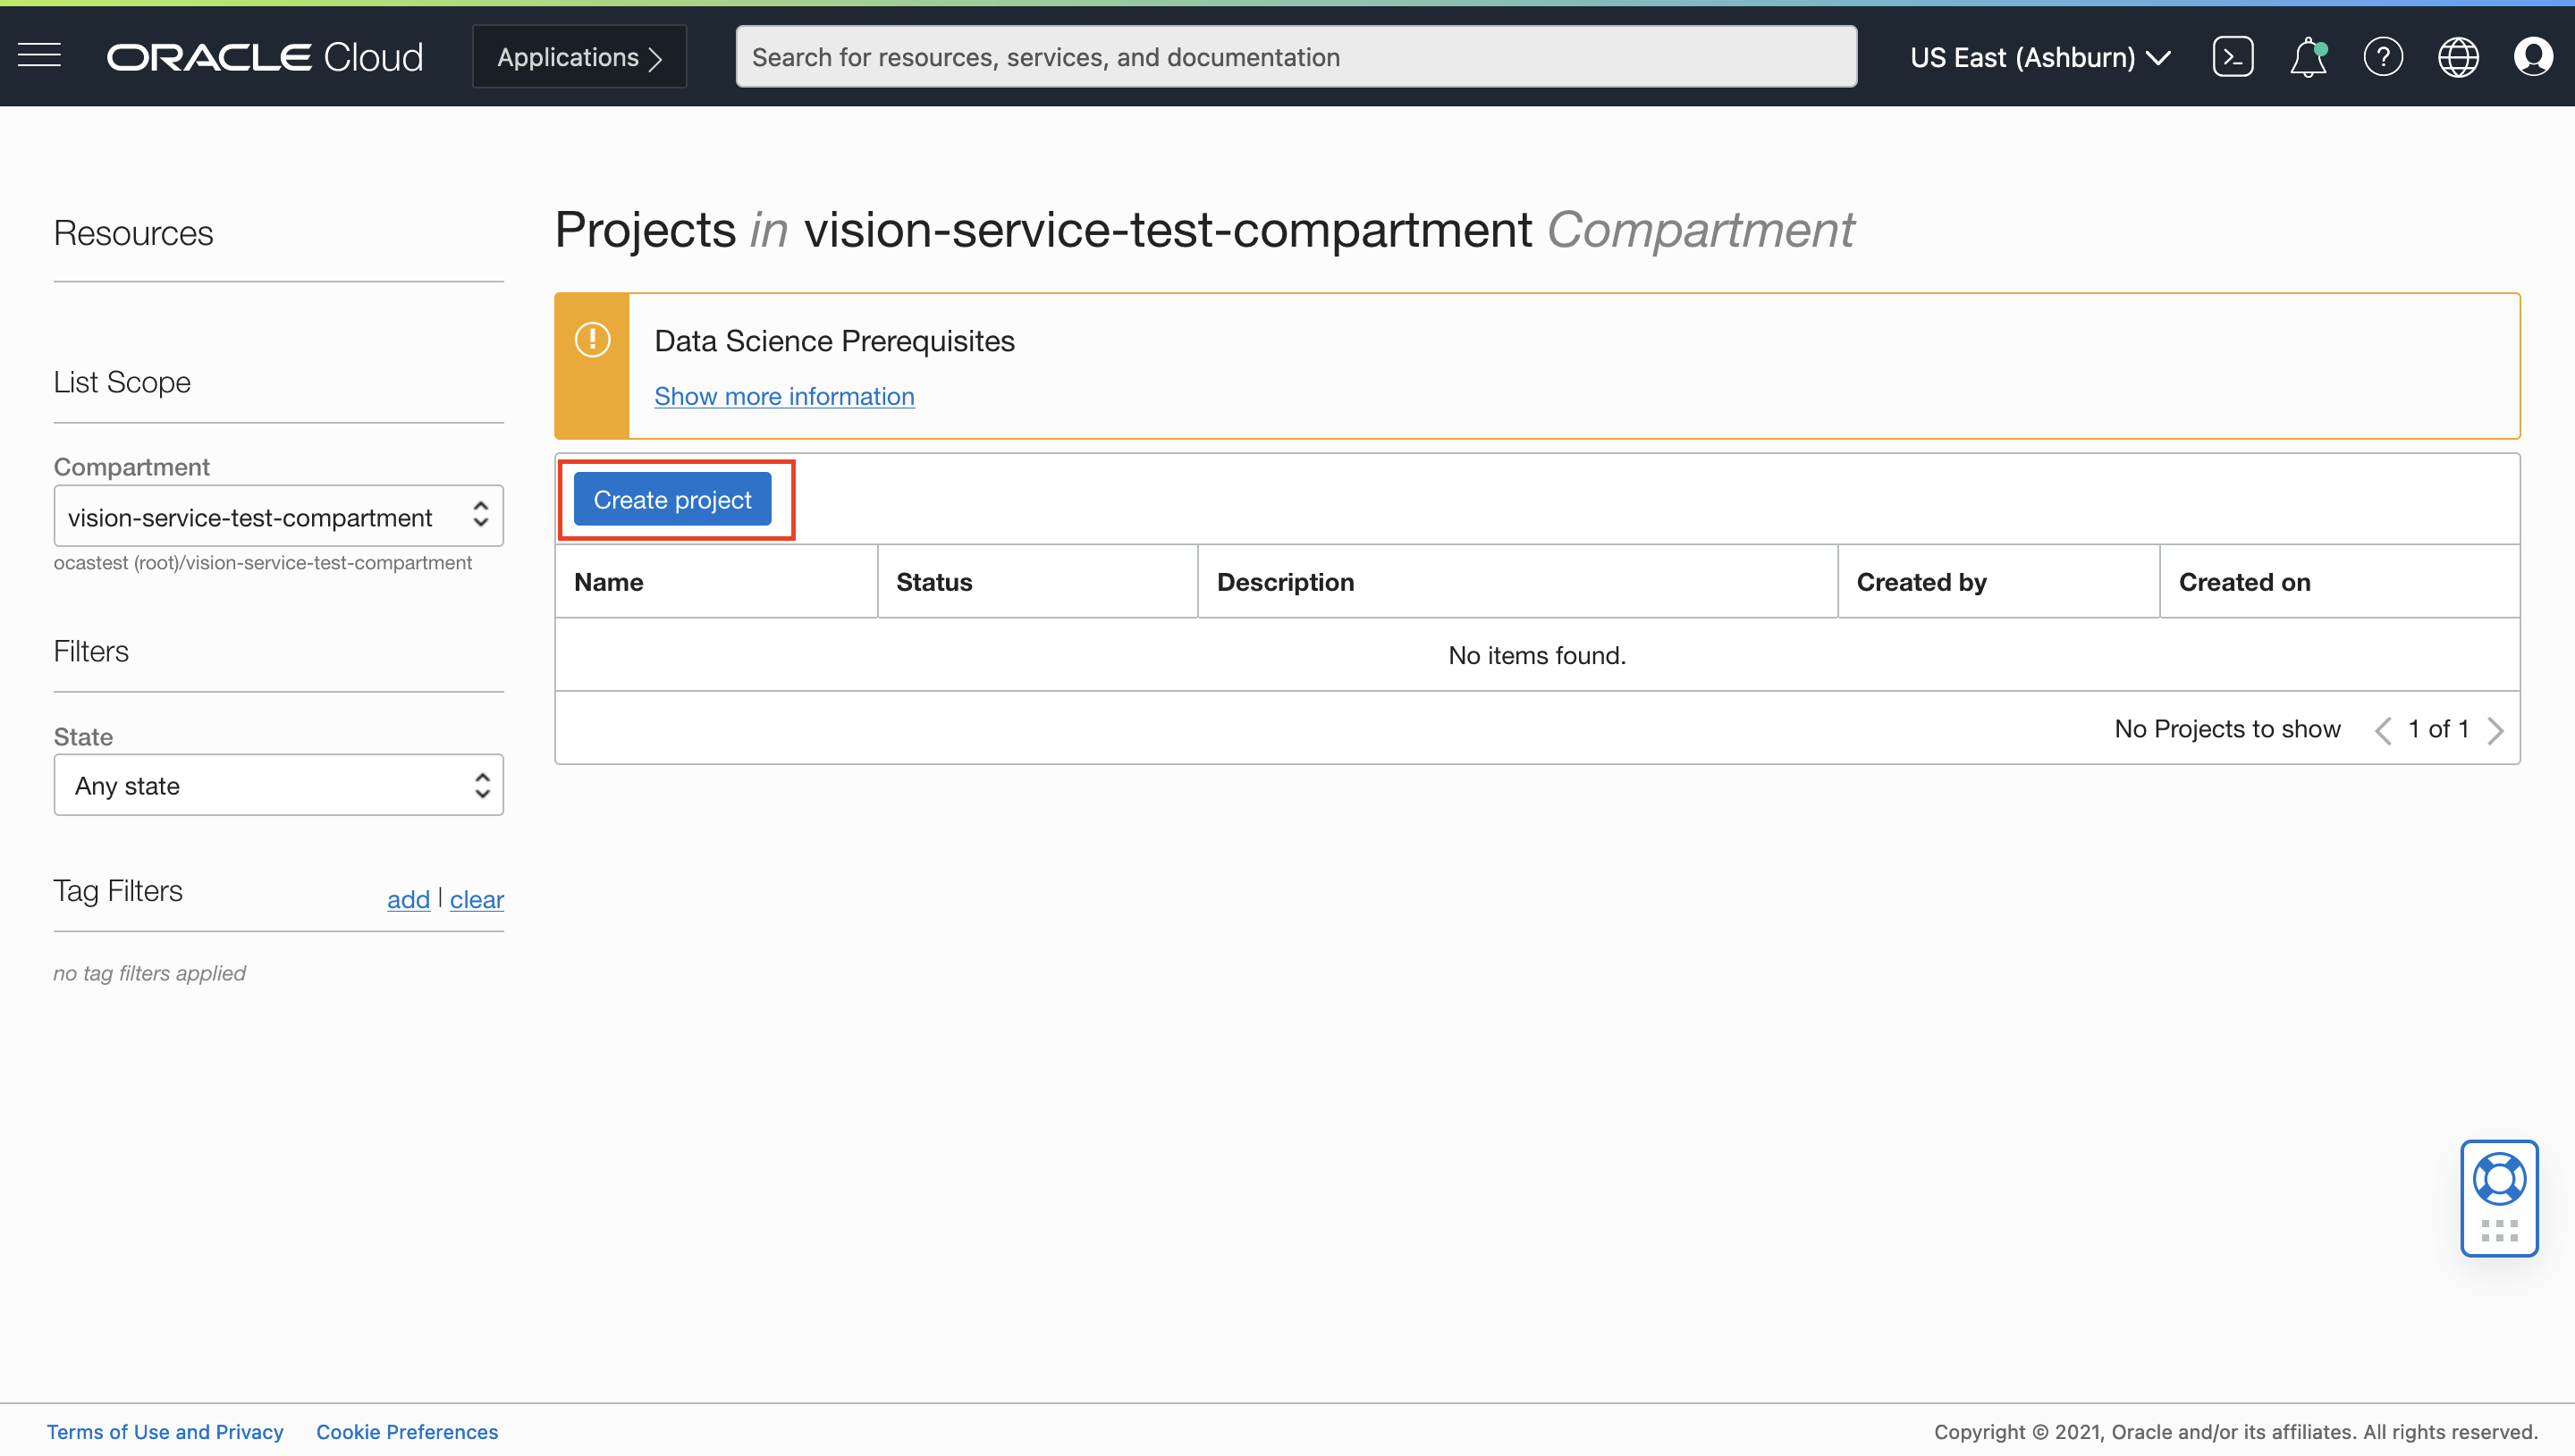 ORACLE Cloud
Applications
Search for resources, services, and documentation
US East (Ashburn)
Resources
List Scope
Compartment
vision-service-test-compartment
ocastest (root)/vision-service-test-compartment
Filters
State
Any state
Tag Filters
add | clear
no tag filters applied
Projects in vision-service-test-compartment Compartment
Data Science Prerequisites
Show more information
Create project
Name Status Description Created by Created on
No items found.
No Projects to show 1 of 1
Terms of Use and Privacy Cookie Preferences
Copyright © 2021, Oracle and/or its affiliates. All rights reserved.